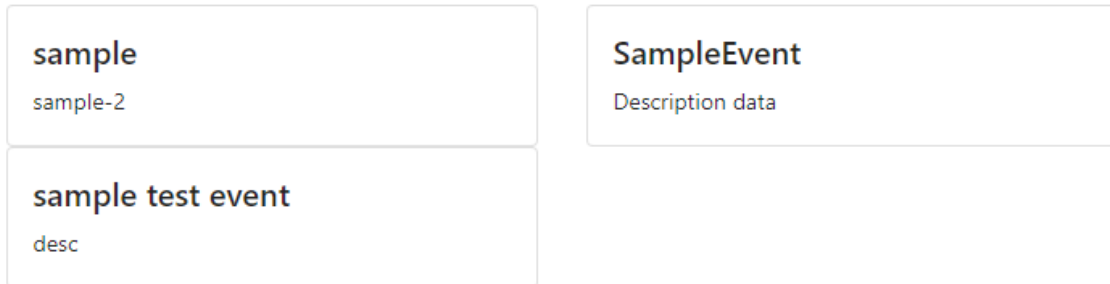 sample
sample-2
SampleEvent
Description data
sample test event
desc